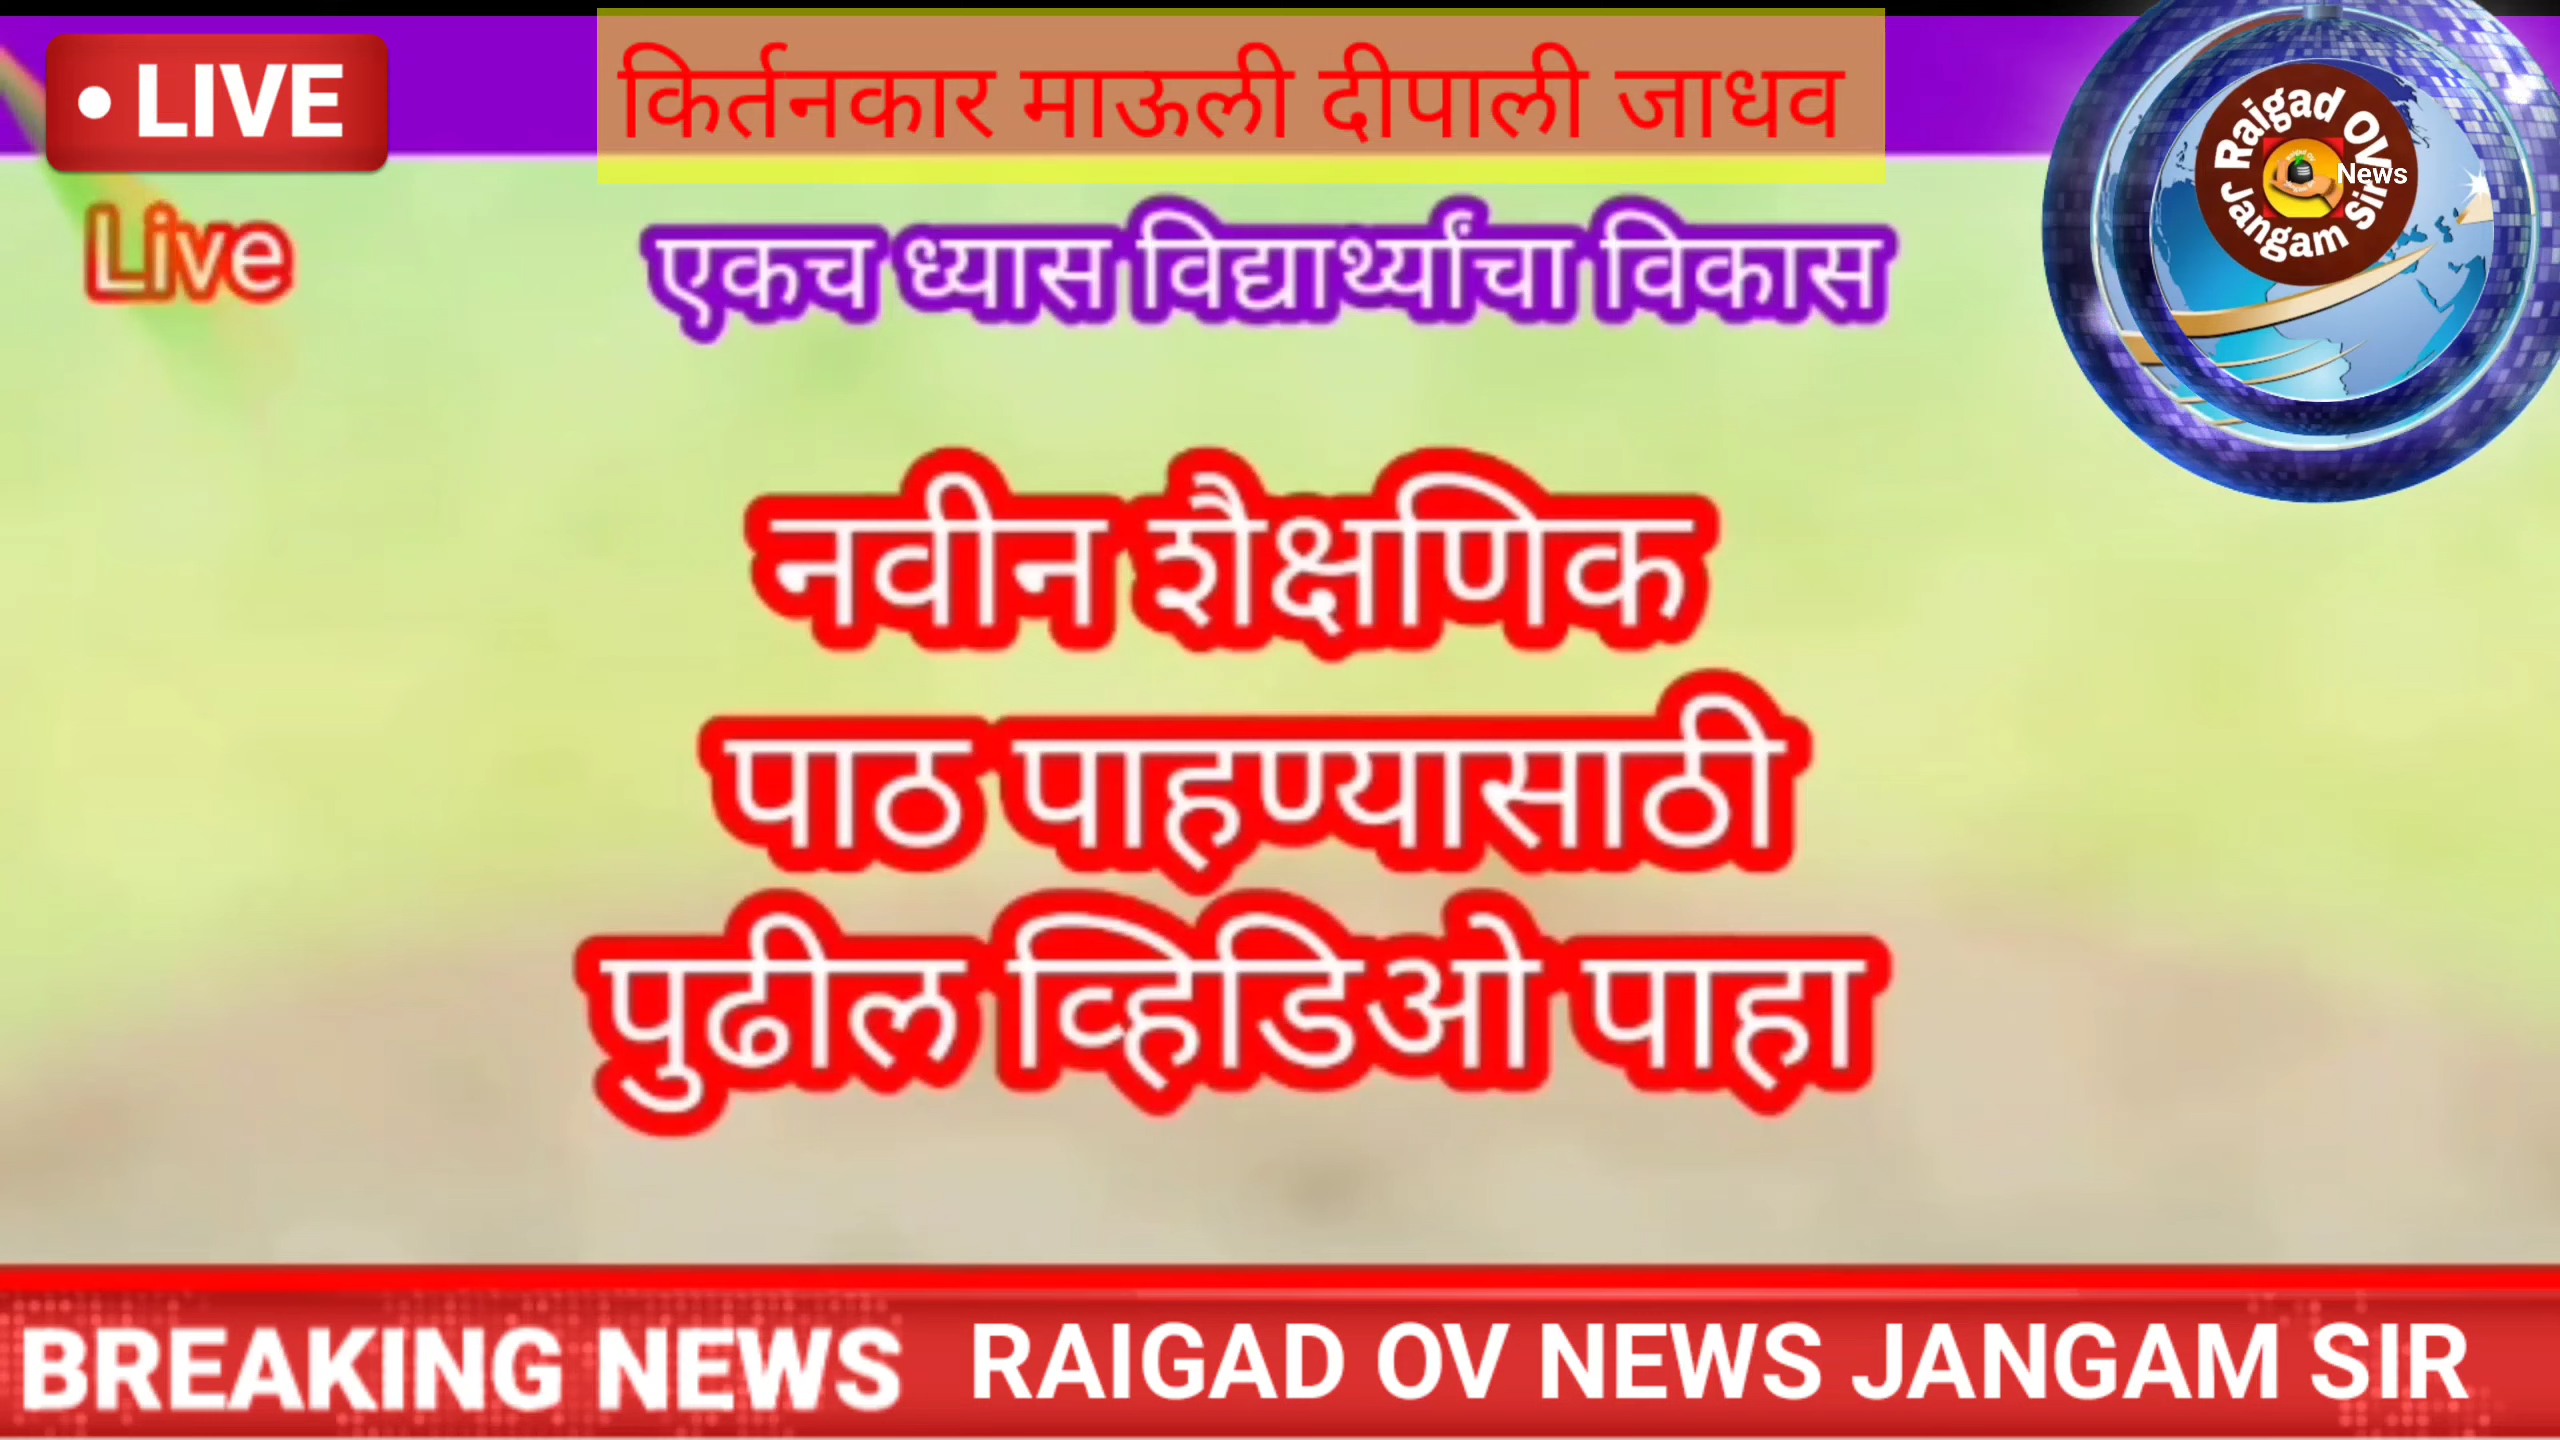 • LIVE
किर्तनकार माऊली दीपाली जाधव
Raigad OV
News
Jangam Sir
Live
एकच ध्यास विद्यार्थ्यांचा विकास
नवीन शैक्षणिक
पाठ पाहण्यासाठी
पुढील व्हिडिओ पाहा
BREAKING NEWS RAIGAD OV NEWS JANGAM SIR